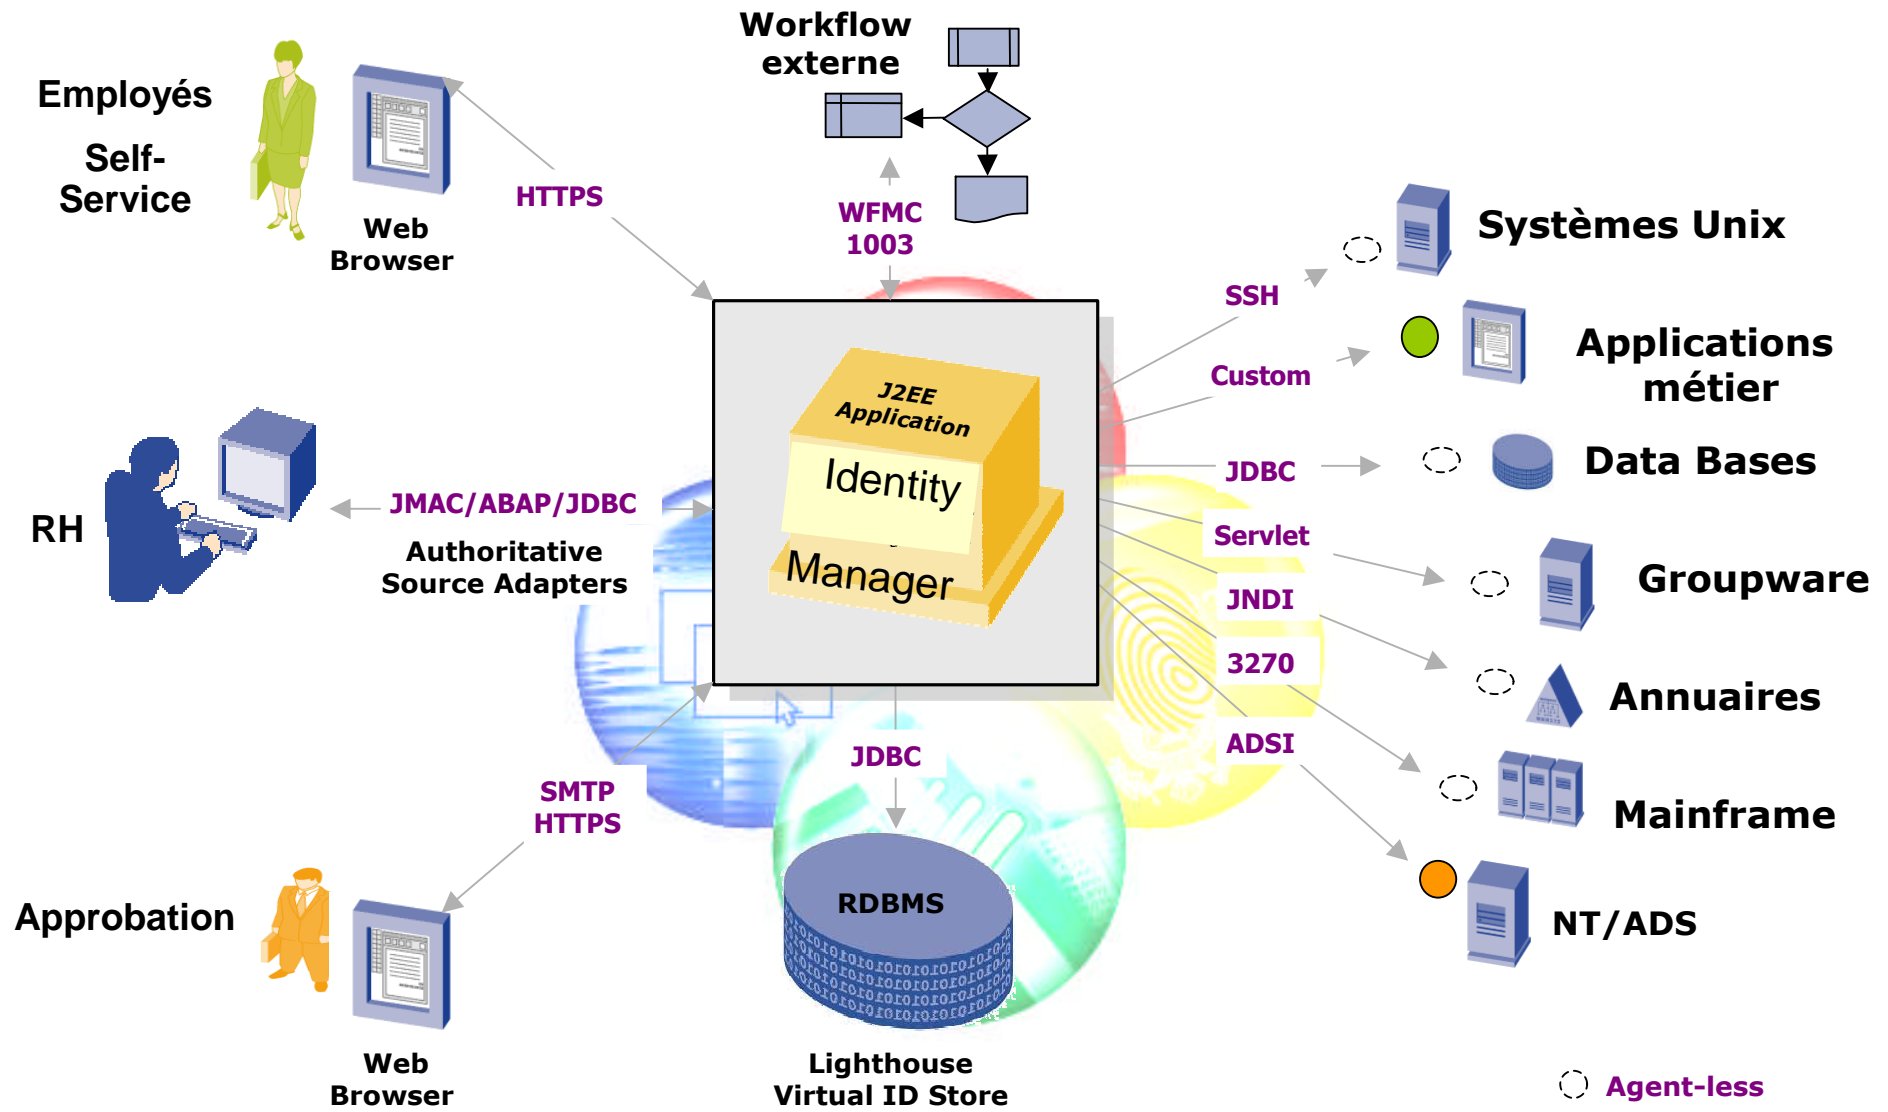 Workflow
externe
Employés
Self-
Service
Web
Browser
HTTPS
WFMC
1003
Systèmes Unix
SSH
Applications
métier
Custom
J2EE
Application
Identity
Manager
JDBC
Data Bases
RH
JMAC/ABAP/JDBC
Authoritative
Source Adapters
Servlet
Groupware
JNDI
Annuaires
3270
Mainframe
ADSI
NT/ADS
JDBC
SMTP
HTTPS
RDBMS
Approbation
Web
Browser
Lighthouse
Virtual ID Store
Agent-less